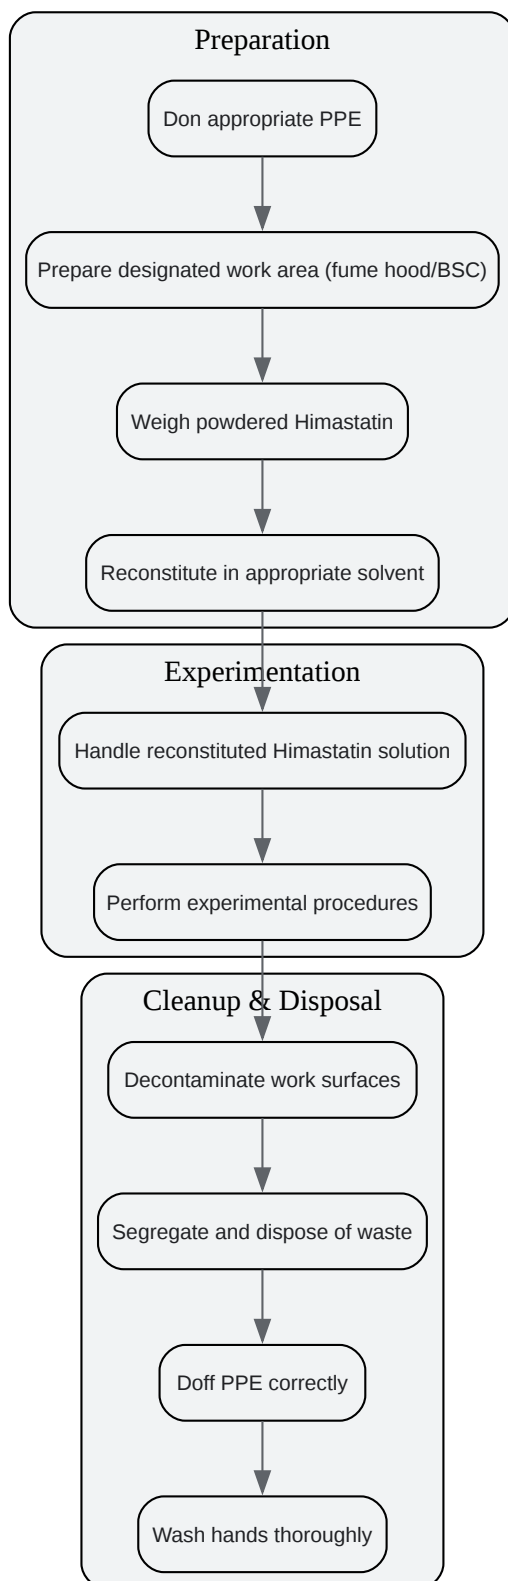 Preparation
Don appropriate PPE
Prepare designated work area (fume hood/BSC)
Weigh powdered Himastatin
Reconstitute in appropriate solvent
Experimentation
Handle reconstituted Himastatin solution
Perform experimental procedures
Cleanup & Disposal
Decontaminate work surfaces
Segregate and dispose of waste
Doff PPE correctly
Wash hands thoroughly